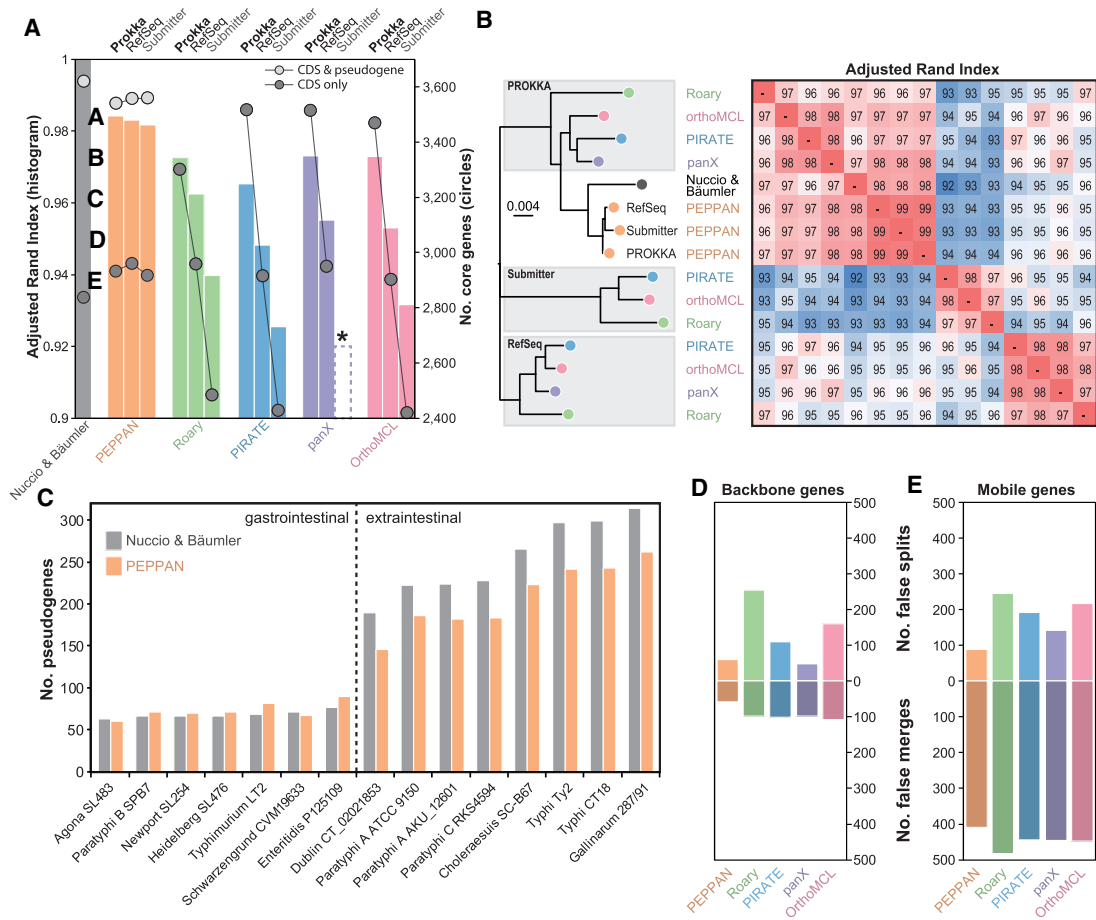 A
Prokka
RefSeq
Submitter
Prokka
RefSeq
Submitter
Prokka
RefSeq
Submitter
Prokka
RefSeq
Submitter
Prokka
RefSeq
Submitter
CDS & pseudogene
CDS only
Adjusted Rand Index (histogram)
1
0.98
0.96
0.94
0.92
0.9
A
B
C
D
E
*
3,600
3,400
3,200
3,000
2,800
2,600
2,400
No. core genes (circles)
Nuccio & Bäumler
PEPPAN
Roary
PIRATE
panX
OrthoMCL
B
Adjusted Rand Index
PROKKA
0.004
RefSeq
Submitter
PROKKA
Submitter
RefSeq
Roary - 97 96 96 97 96 97 97 93 93 95 95 95 95 97
orthoMCL 97 - 98 98 97 97 97 97 94 95 94 96 97 96 96
PIRATE 96 98 - 98 96 97 97 97 95 94 93 97 96 96 95
panX 96 98 98 - 97 98 98 98 94 94 93 96 96 97 95
Nuccio &
Bäumler 97 97 96 97 - 98 98 98 92 93 93 94 95 95 96
PEPPAN 96 97 97 98 98 - 99 99 93 94 93 95 95 96 96
PEPPAN 97 97 97 98 98 99 - 99 93 94 93 95 95 96 96
PEPPAN 97 97 97 98 98 99 99 - 93 94 94 95 96 96 96
PIRATE 93 94 95 94 92 93 93 93 - 98 97 96 95 95 94
orthoMCL 93 95 94 94 93 94 94 94 98 - 97 95 96 95 95
Roary 95 94 93 93 93 93 93 94 97 97 - 95 95 94 96
PIRATE 95 96 97 96 94 95 95 95 96 95 95 - 98 98 97
orthoMCL 95 97 96 96 95 95 95 96 95 96 95 98 - 98 98
panX 95 96 96 97 95 96 96 96 95 95 94 98 98 - 97
Roary 97 96 95 95 96 96 96 96 94 95 96 97 98 97 -
C
gastrointestinal
extraintestinal
Nuccio & Bäumler
PEPPAN
No. pseudogenes
300
250
200
150
100
50
0
Agona SL483
Paratyphi B SPB7
Newport SL254
Heidelberg SL476
Typhimurium LT2
Schwarzengrund CVM19633
Enteritidis P125109
Dublin CT_02021853
Paratyphi A ATCC 9150
Paratyphi A AKU_12601
Paratyphi C RKS4594
Choleraesuis SC-B67
Typhi Ty2
Typhi CT18
Gallinarum 287/91
D
Backbone genes
500
400
300
200
100
0
100
200
300
400
500
PEPPAN
Roary
PIRATE
panX
OrthoMCL
E
Mobile genes
No. false splits
No. false merges
500
400
300
200
100
0
100
200
300
400
500
PEPPAN
Roary
PIRATE
panX
OrthoMCL